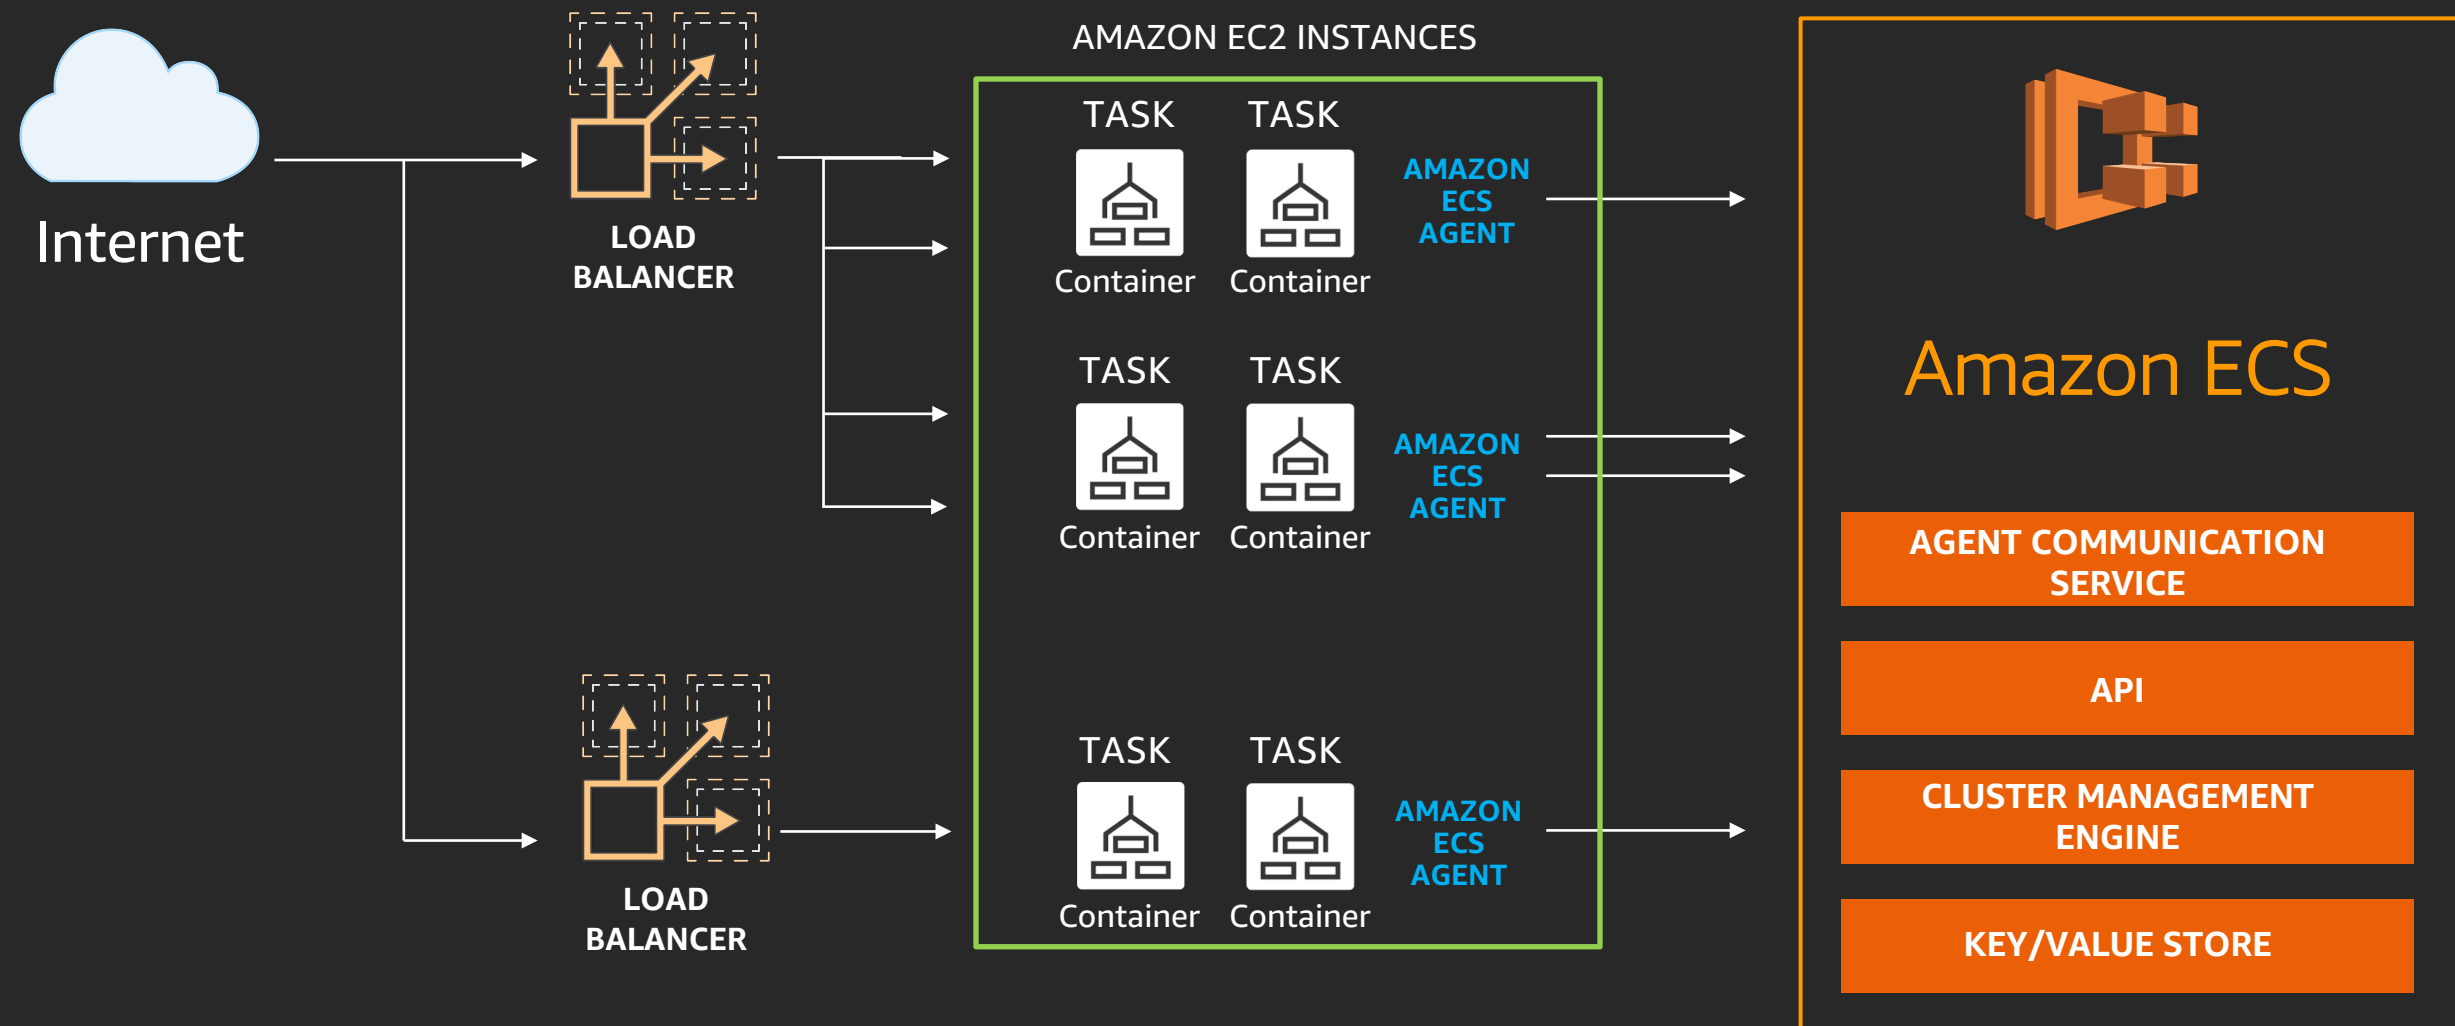 Internet
LOAD
BALANCER
LOAD
BALANCER
AMAZON EC2 INSTANCES
TASK
TASK
Container
Container
AMAZON
ECS
AGENT
TASK
TASK
Container
Container
AMAZON
ECS
AGENT
TASK
TASK
Container
Container
AMAZON
ECS
AGENT
Amazon ECS
AGENT COMMUNICATION
SERVICE
API
CLUSTER MANAGEMENT
ENGINE
KEY/VALUE STORE